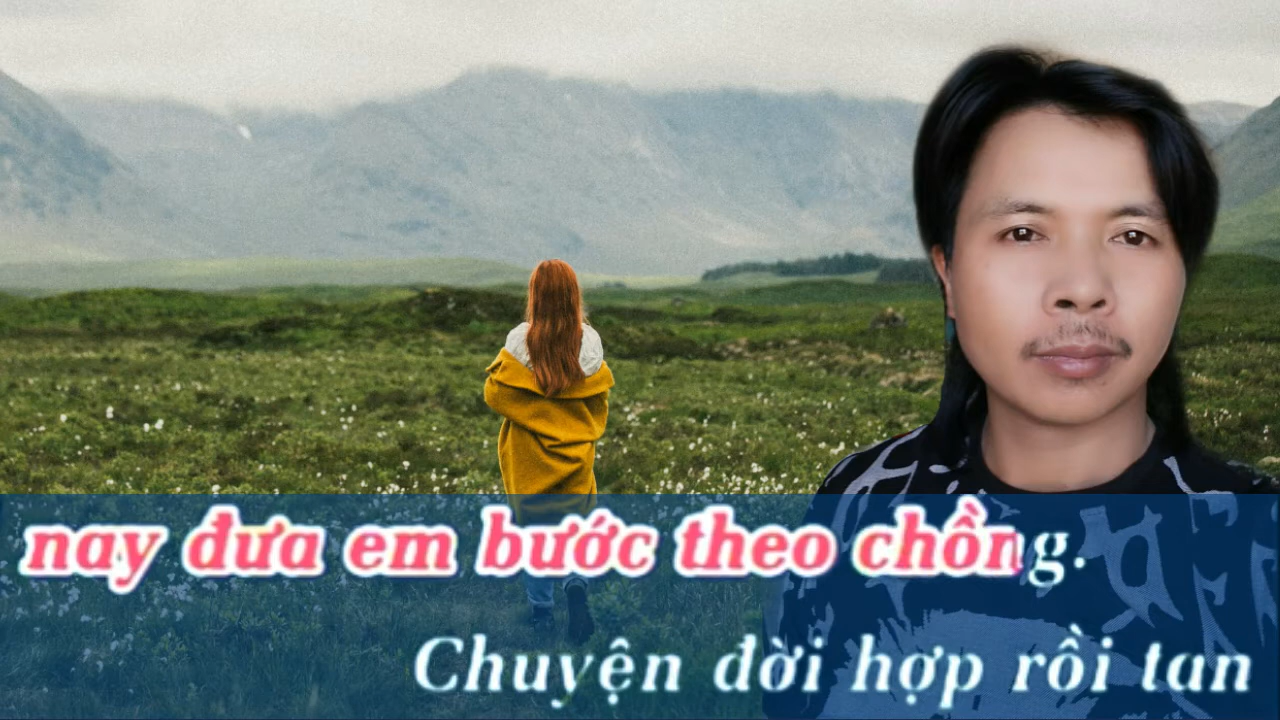 nay đưa em bước theo chồng.
Chuyện đời hợp rồi tan